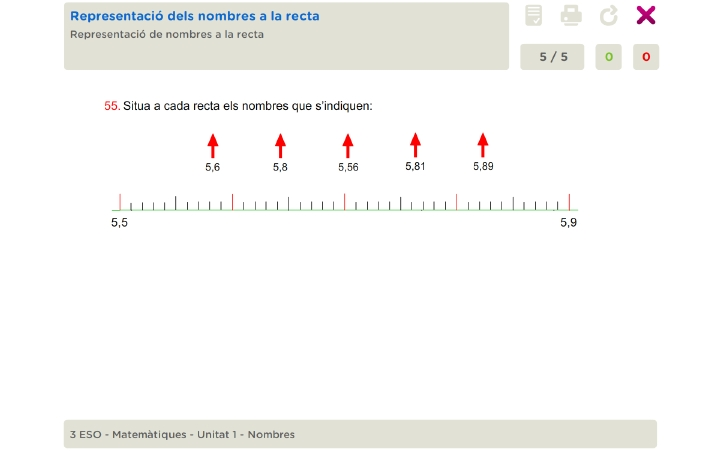 Representació dels nombres a la recta
Representació de nombres a la recta
5 / 5 0 0
55. Situa a cada recta els nombres que s'indiquen:
5,6 5,8 5,56 5,81 5,89
5,5 5,9
3 ESO - Matemàtiques - Unitat 1 - Nombres